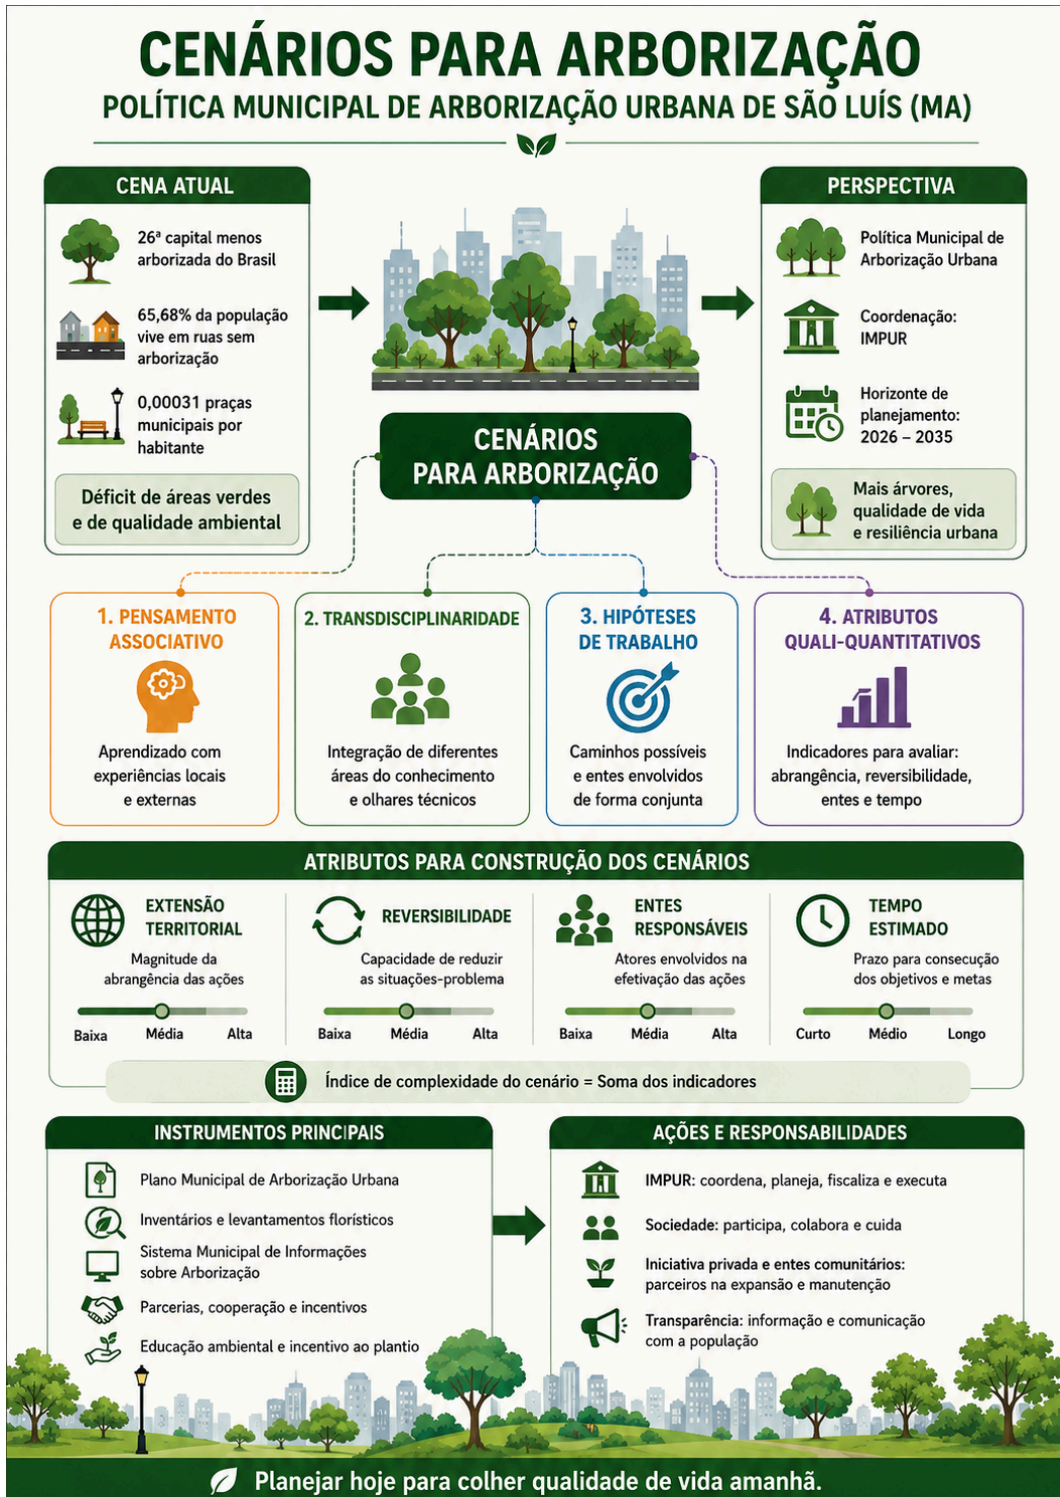 CENÁRIOS PARA ARBORIZAÇÃO
POLÍTICA MUNICIPAL DE ARBORIZAÇÃO URBANA DE SÃO LUÍS (MA)
CENA ATUAL
26ª capital menos
arborizada do Brasil
65,68% da população
vive em ruas sem
arborização
0,00031 praças
municipais por
habitante
Déficit de áreas verdes
e de qualidade ambiental
PERSPECTIVA
Política Municipal de
Arborização Urbana
Coordenação:
IMPUR
Horizonte de
planejamento:
2026 – 2035
Mais árvores,
qualidade de vida
e resiliência urbana
CENÁRIOS
PARA ARBORIZAÇÃO
1. PENSAMENTO
ASSOCIATIVO
Aprendizado com
experiências locais
e externas
2. TRANSDISCIPLINARIDADE
Integração de diferentes
áreas do conhecimento
e olhares técnicos
3. HIPÓTESES
DE TRABALHO
Caminhos possíveis
e entes envolvidos
de forma conjunta
4. ATRIBUTOS
QUALI-QUANTITATIVOS
Indicadores para avaliar:
abrangência, reversibilidade,
entes e tempo
ATRIBUTOS PARA CONSTRUÇÃO DOS CENÁRIOS
EXTENSÃO
TERRITORIAL
Magnitude da
abrangência das ações
Baixa Média Alta
REVERSIBILIDADE
Capacidade de reduzir
as situações-problema
Baixa Média Alta
ENTES
RESPONSÁVEIS
Atores envolvidos na
efetivação das ações
Baixa Média Alta
TEMPO
ESTIMADO
Prazo para consecução
dos objetivos e metas
Curto Médio Longo
Índice de complexidade do cenário = Soma dos indicadores
INSTRUMENTOS PRINCIPAIS
Plano Municipal de Arborização Urbana
Inventários e levantamentos florísticos
Sistema Municipal de Informações
sobre Arborização
Parcerias, cooperação e incentivos
Educação ambiental e incentivo ao plantio
AÇÕES E RESPONSABILIDADES
IMPUR: coordena, planeja, fiscaliza e executa
Sociedade: participa, colabora e cuida
Iniciativa privada e entes comunitários:
parceiros na expansão e manutenção
Transparência: informação e comunicação
com a população
Planejar hoje para colher qualidade de vida amanhã.